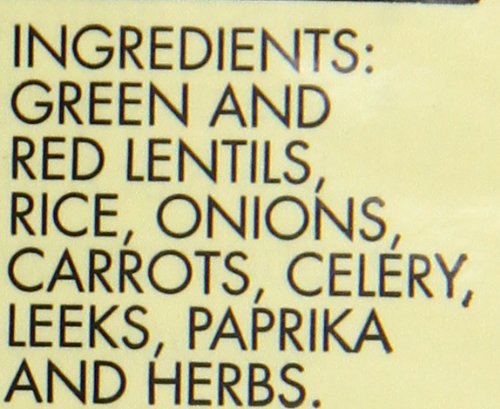 INGREDIENTS:
GREEN AND
RED LENTILS,
RICE, ONIONS,
CARROTS, CELERY,
LEEKS, PAPRIKA
AND HERBS.